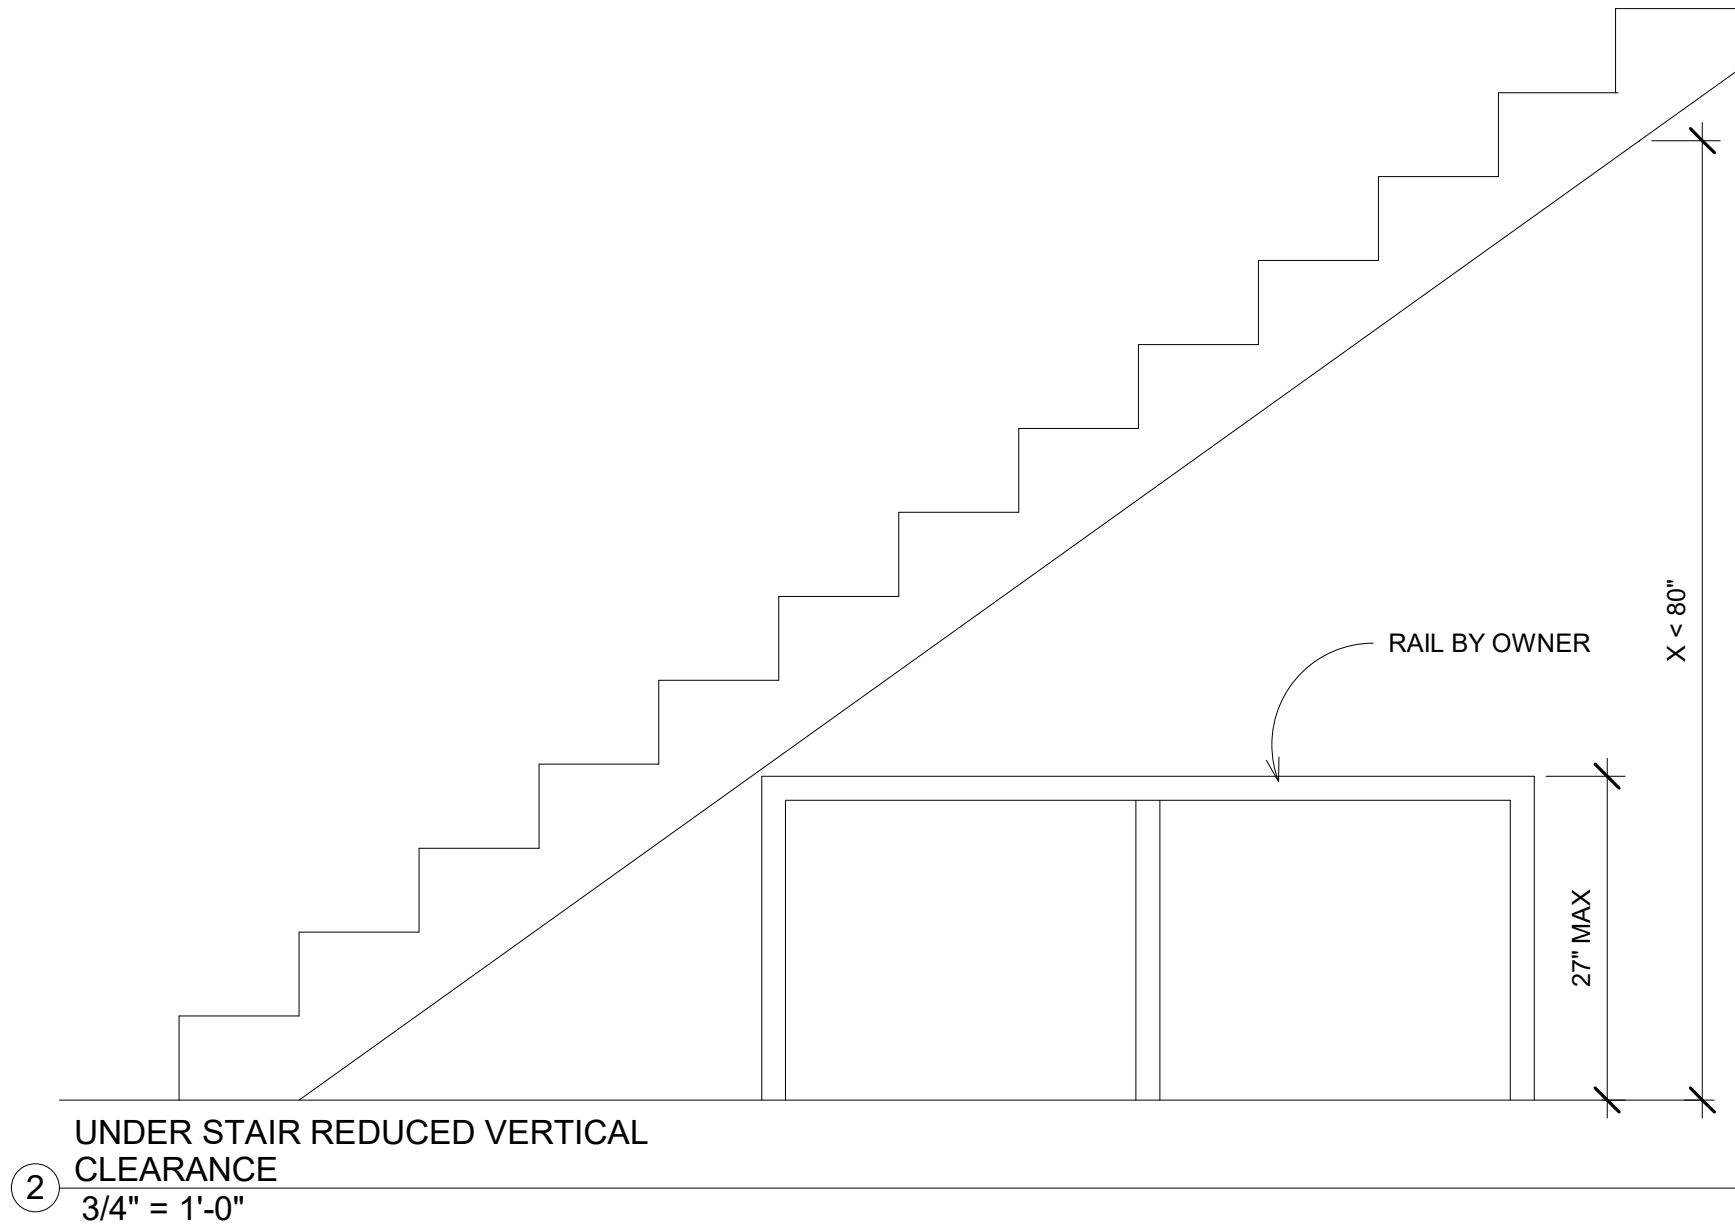 X < 80"
RAIL BY OWNER
27" MAX
UNDER STAIR REDUCED VERTICAL
CLEARANCE
2
3/4" = 1'-0"